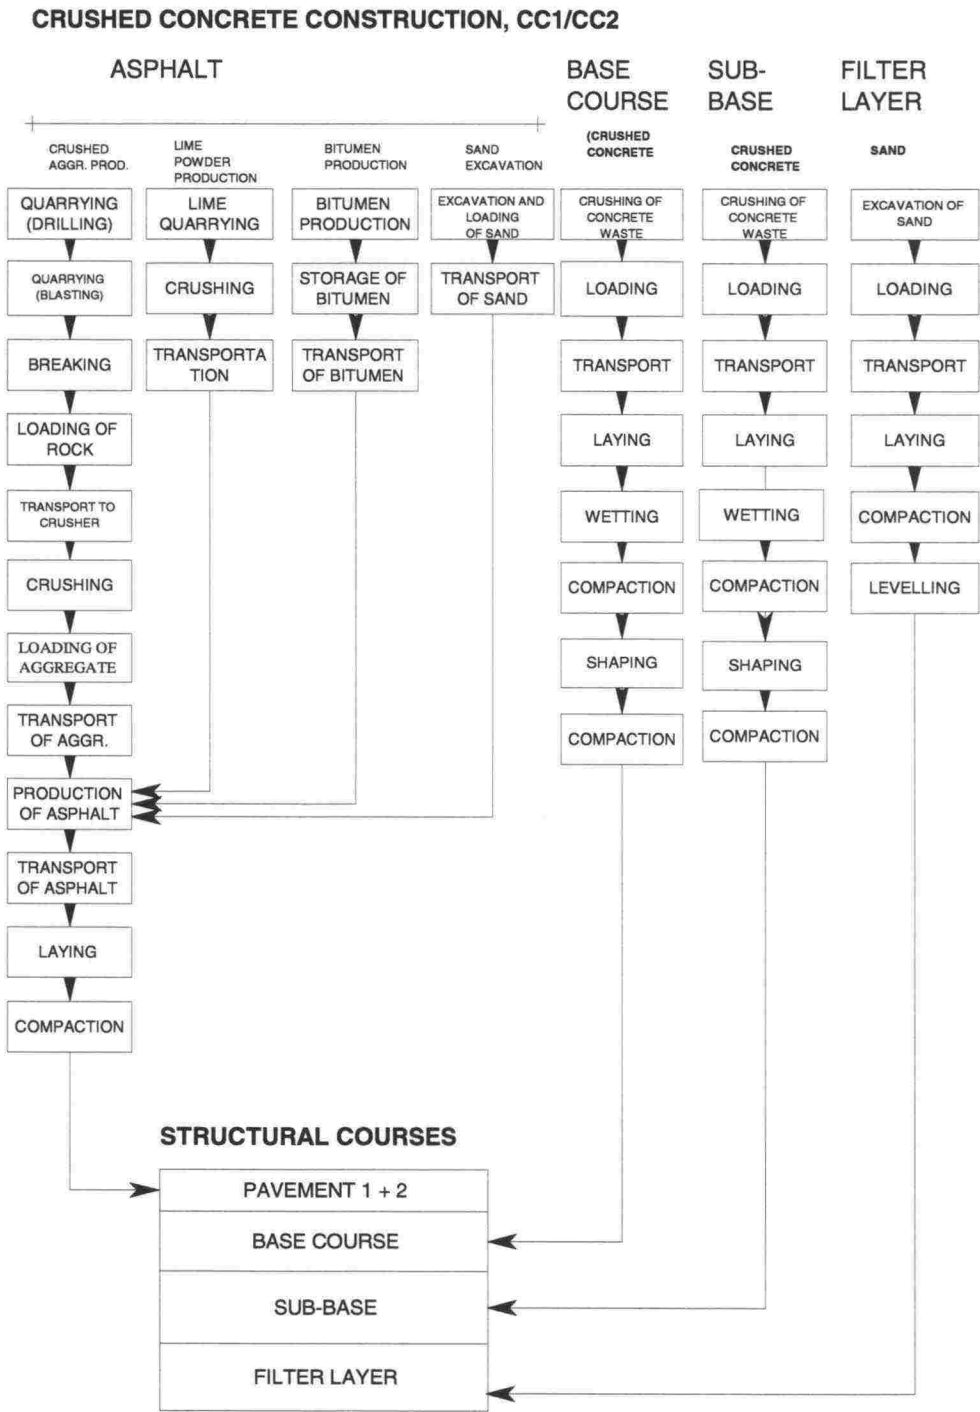 CRUSHED CONCRETE CONSTRUCTION, CC1/CC2
ASPHALT
BASE
COURSE
SUB-
BASE
FILTER
LAYER
CRUSHED
AGGR. PROD.
LIME
POWDER
PRODUCTION
BITUMEN
PRODUCTION
SAND
EXCAVATION
(CRUSHED
CONCRETE
CRUSHED
CONCRETE
SAND
QUARRYING
(DRILLING)
QUARRYING
(BLASTING)
BREAKING
LOADING OF
ROCK
TRANSPORT TO
CRUSHER
CRUSHING
LOADING OF
AGGREGATE
TRANSPORT
OF AGGR.
PRODUCTION
OF ASPHALT
TRANSPORT
OF ASPHALT
LAYING
COMPACTION
LIME
QUARRYING
CRUSHING
TRANSPORTA
TION
BITUMEN
PRODUCTION
STORAGE OF
BITUMEN
TRANSPORT
OF BITUMEN
EXCAVATION AND
LOADING
OF SAND
TRANSPORT
OF SAND
CRUSHING OF
CONCRETE
WASTE
LOADING
TRANSPORT
LAYING
WETTING
COMPACTION
SHAPING
COMPACTION
CRUSHING OF
CONCRETE
WASTE
LOADING
TRANSPORT
LAYING
WETTING
COMPACTION
SHAPING
COMPACTION
EXCAVATION OF
SAND
LOADING
TRANSPORT
LAYING
COMPACTION
LEVELLING
STRUCTURAL COURSES
PAVEMENT 1 + 2
BASE COURSE
SUB-BASE
FILTER LAYER